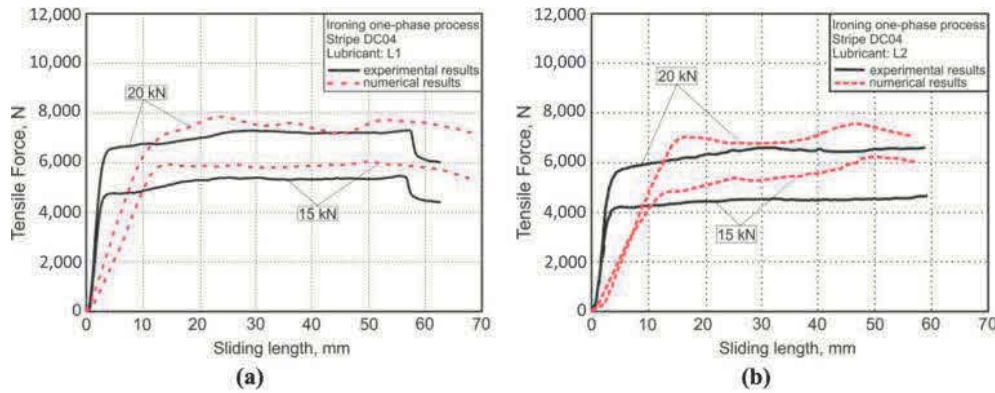 12,000
10,000
8,000
6,000
4,000
2,000
0
Tensile Force, N
Ironing one-phase process
Stripe DC04
Lubricant: L1
experimental results
numerical results
20 kN
15 kN
0 10 20 30 40 50 60 70
Sliding length, mm
(a)
12,000
10,000
8,000
6,000
4,000
2,000
0
Tensile Force, N
Ironing one-phase process
Stripe DC04
Lubricant: L2
experimental results
numerical results
20 kN
15 kN
0 10 20 30 40 50 60 70
Sliding length, mm
(b)